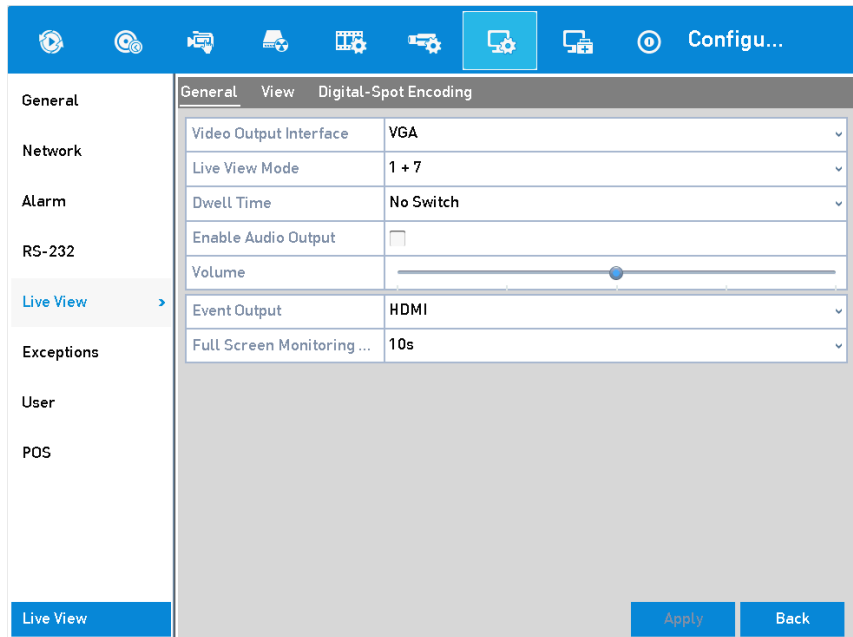 Configu...
General
Network
Alarm
RS-232
Live View >
Exceptions
User
POS
Live View
General View Digital-Spot Encoding
Video Output Interface VGA
Live View Mode 1 + 7
Dwell Time No Switch
Enable Audio Output
Volume
Event Output HDMI
Full Screen Monitoring ... 10s
Apply Back